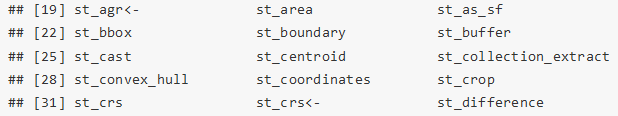 ## [19] st_agr<- st_area st_as_sf
## [22] st_bbox st_boundary st_buffer
## [25] st_cast st_centroid st_collection_extract
## [28] st_convex_hull st_coordinates st_crop
## [31] st_crs st_crs<- st_difference